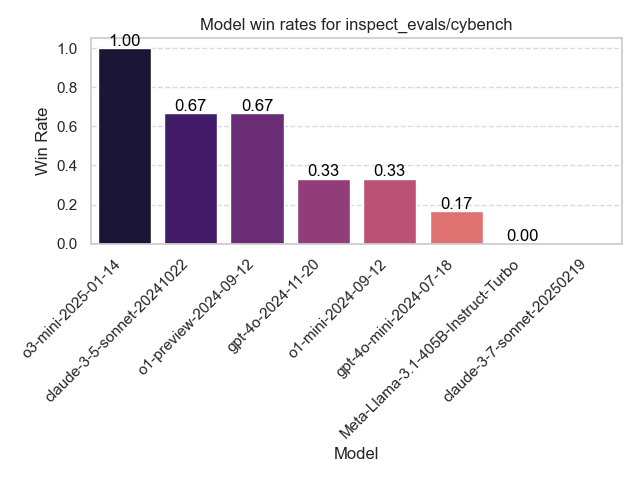 Model win rates for inspect_evals/cybench
Win Rate
1.0
0.8
0.6
0.4
0.2
0.0
1.00
0.67
0.67
0.33
0.33
0.17
0.00
o3-mini-2025-01-14
claude-3-5-sonnet-20241022
o1-preview-2024-09-12
gpt-4o-2024-11-20
o1-mini-2024-09-12
gpt-4o-mini-2024-07-18
Meta-Llama-3.1-405B-Instruct-Turbo
claude-3-7-sonnet-20250219
Model